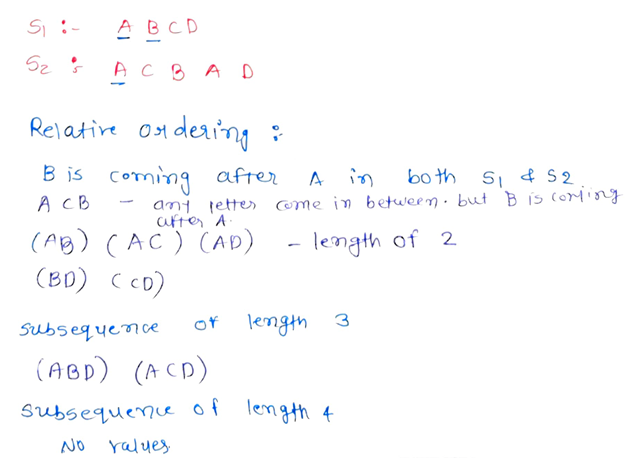 S1 :- A B C D
S2 : A C B A D
Relative ordering :
B is coming after A in both S1 & S2.
A C B - any letter come in between. but B is coming
after A.
(AB) (AC) (AD) - length of 2
(BD) (CD)
subsequence of length 3
(ABD) (ACD)
subsequence of length 4
No values